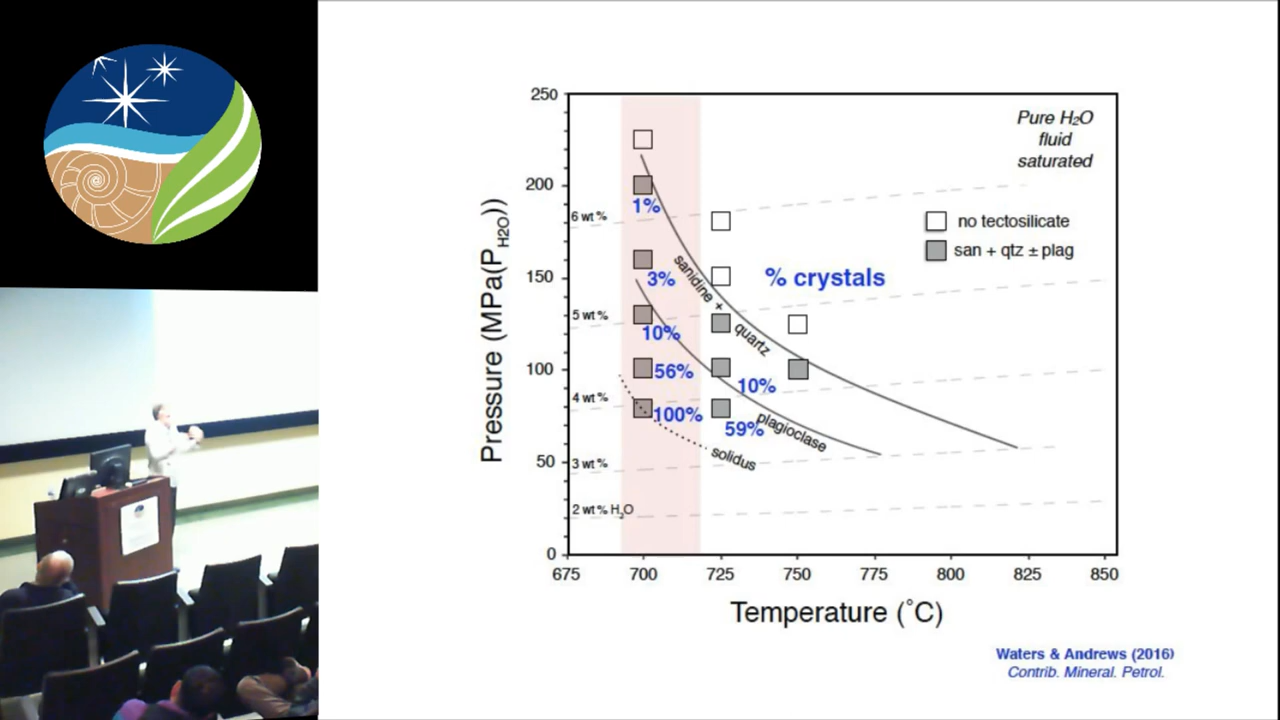 250
200
150
100
50
0
Pressure (MPa(P_H2O))
Pure H₂O
fluid
saturated
no tectosilicate
san + qtz ± plag
% crystals
6 wt %
5 wt %
4 wt %
3 wt %
2 wt % H₂O
1%
3%
10%
56%
100%
10%
59%
sanidine + quartz
plagioclase
solidus
675 700 725 750 775 800 825 850
Temperature (˚C)
Waters & Andrews (2016)
Contrib. Mineral. Petrol.